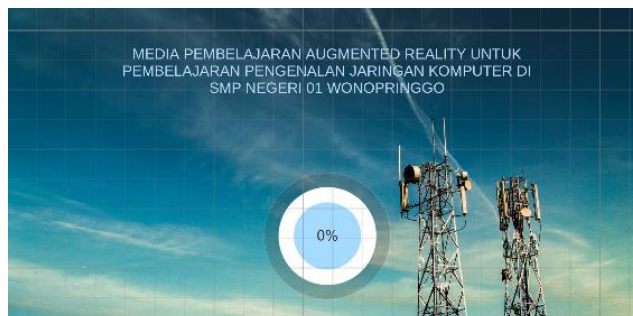 MEDIA PEMBELAJARAN AUGMENTED REALITY UNTUK
PEMBELAJARAN PENGENALAN JARINGAN KOMPUTER DI
SMP NEGERI 01 WONOPRINGGO
0%